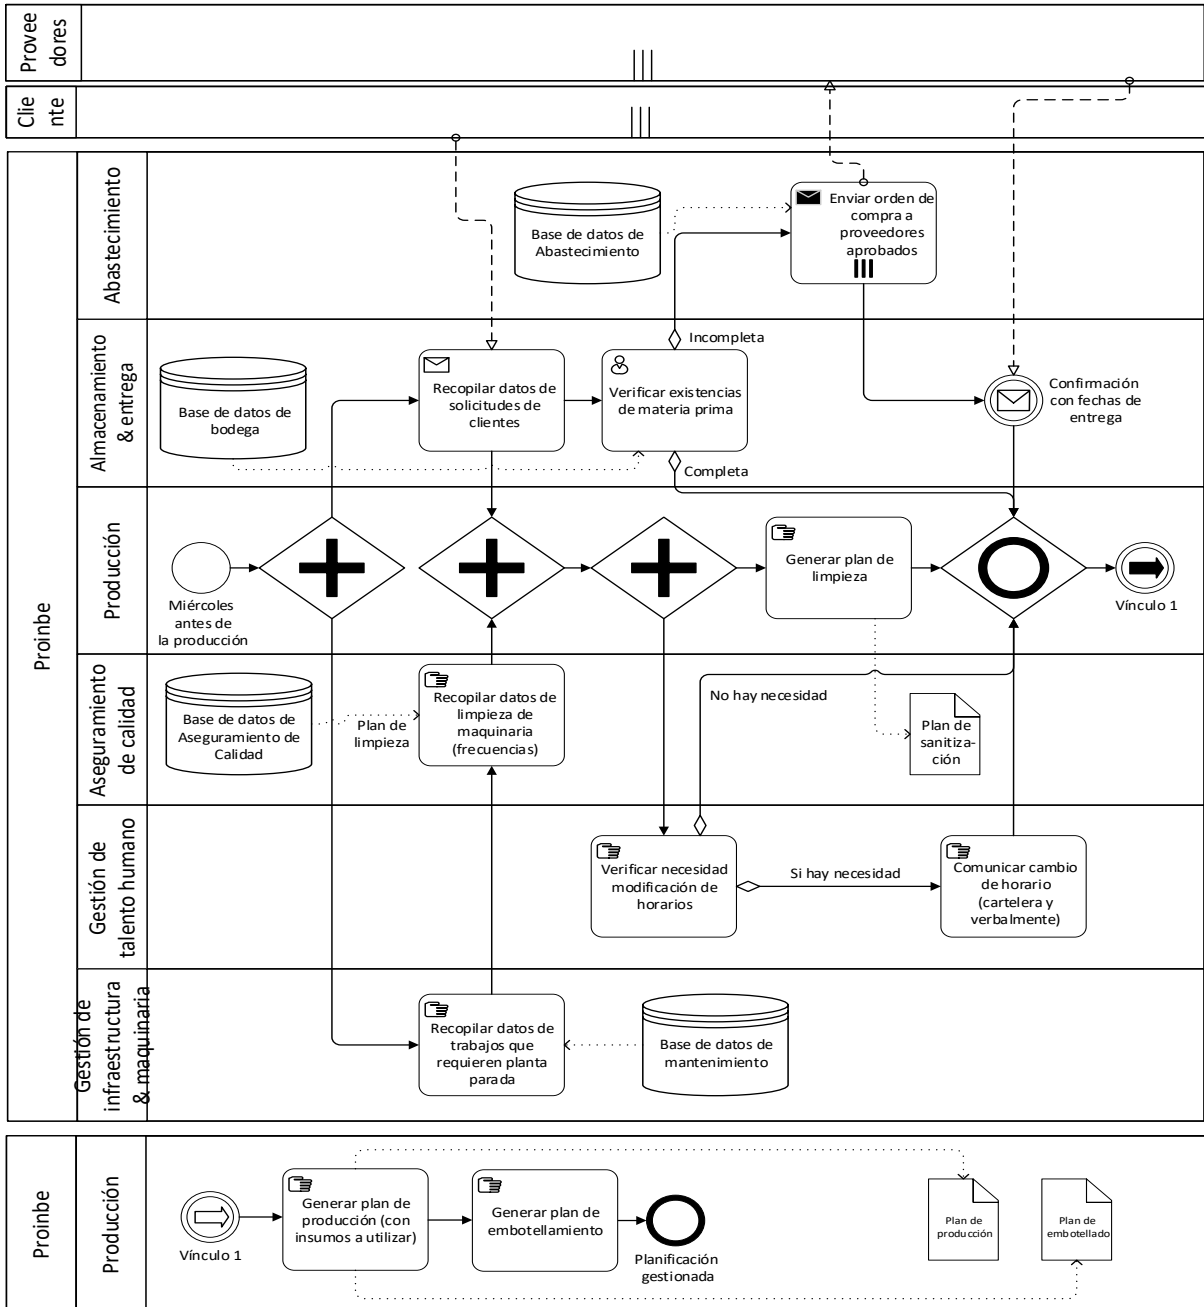 Provee
dores
Clie
nte
Proinbe
Abastecimiento
Base de datos de
Abastecimiento
Enviar orden de
compra a
proveedores
aprobados
Incompleta
Almacenamiento
& entrega
Base de datos de
bodega
Recopilar datos de
solicitudes de
clientes
Verificar existencias
de materia prima
Confirmación
con fechas de
entrega
Completa
Producción
Miércoles
antes de
la producción
Generar plan de
limpieza
Vínculo 1
Aseguramiento
de calidad
Base de datos de
Aseguramiento de
Calidad
Plan de
limpieza
Recopilar datos de
limpieza de
maquinaria
(frecuencias)
No hay necesidad
Plan de
sanitiza-
ción
Gestión de
talento humano
Verificar necesidad
modificación de
horarios
Si hay necesidad
Comunicar cambio
de horario
(cartelera y
verbalmente)
Gestión de
infraestructura
& maquinaria
Recopilar datos de
trabajos que
requieren planta
parada
Base de datos de
mantenimiento
Proinbe
Producción
Vínculo 1
Generar plan de
producción (con
insumos a utilizar)
Generar plan de
embotellamiento
Planificación
gestionada
Plan de
producción
Plan de
embotellado